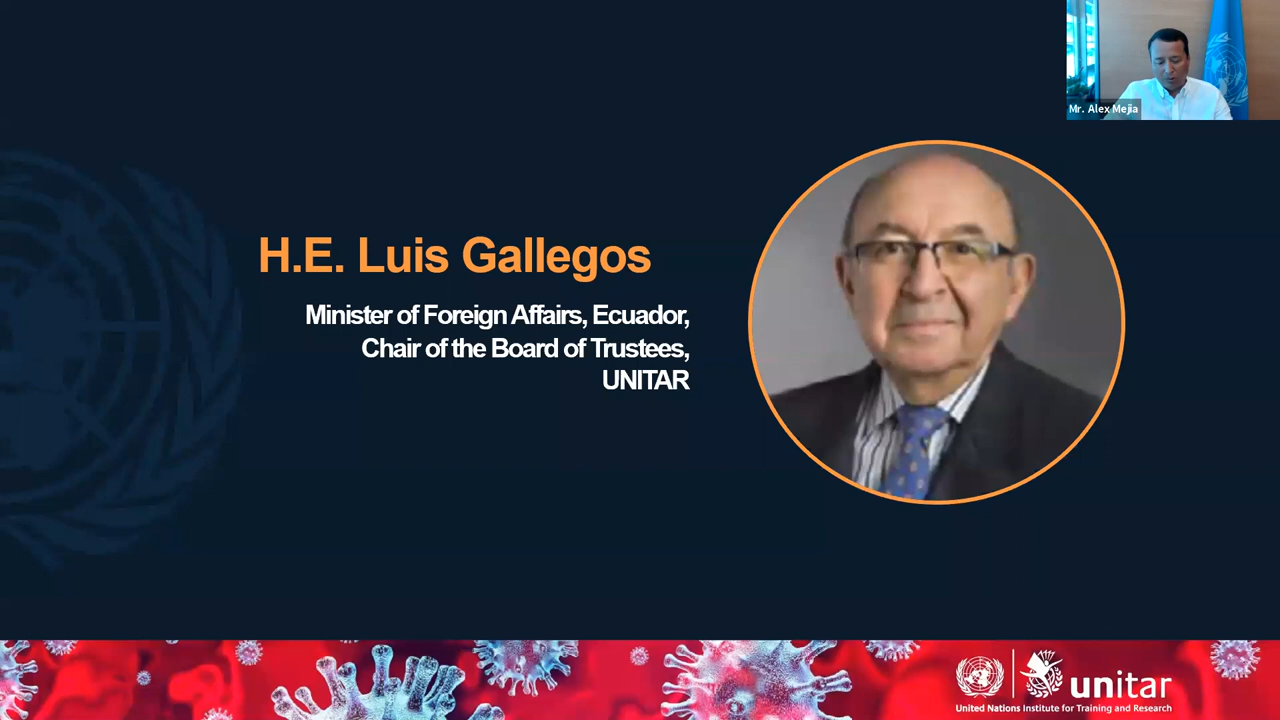 Mr. Alex Mejia
H.E. Luis Gallegos
Minister of Foreign Affairs, Ecuador,
Chair of the Board of Trustees,
UNITAR
unitar
United Nations Institute for Training and Research